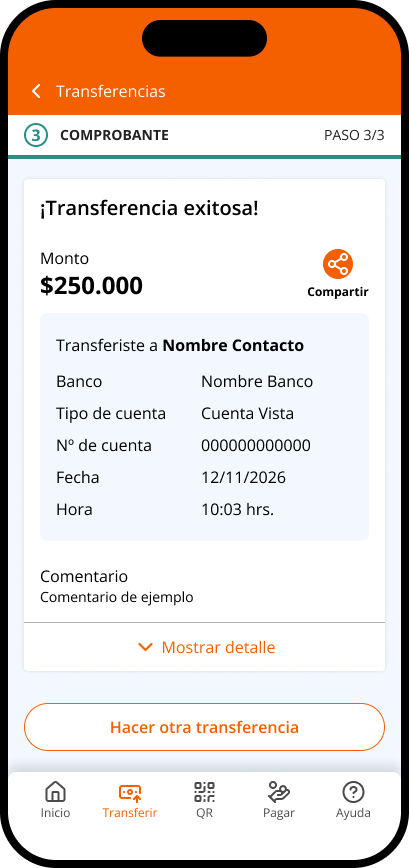 Transferencias
3 COMPROBANTE PASO 3/3
¡Transferencia exitosa!
Monto
$250.000
Compartir
Transferiste a Nombre Contacto
Banco Nombre Banco
Tipo de cuenta Cuenta Vista
Nº de cuenta 000000000000
Fecha 12/11/2026
Hora 10:03 hrs.
Comentario
Comentario de ejemplo
Mostrar detalle
Hacer otra transferencia
Inicio Transferir QR Pagar Ayuda